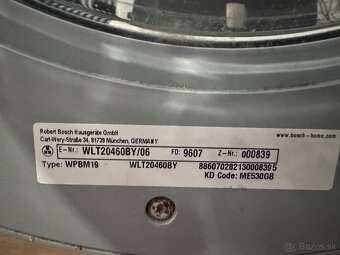 Robert Bosch Hausgeräte GmbH
Carl-Wery-Straße 34, 81739 München, GERMANY
www.bosch-home.com
E-Nr.: WLT20460BY/06 FD: 9607 Z-Nr.: 000839
Type: WPBM19 WLT20460BY 886070282130008395
KD Code: ME530GB
bazos.sk